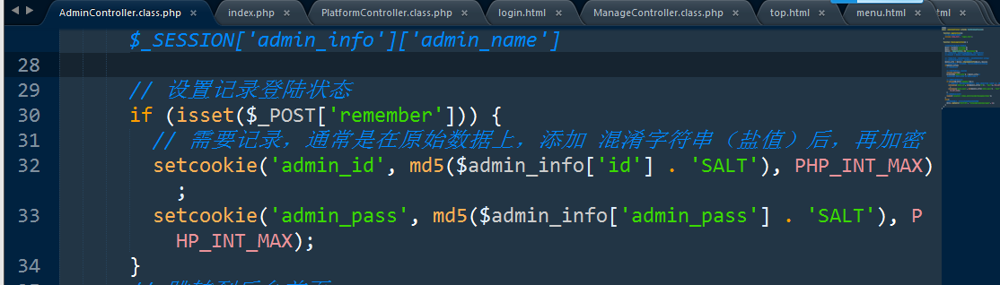 AdminController.class.php × index.php × PlatformController.class.php × login.html × ManageController.class.php × top.html × menu.html × tml ×
$_SESSION['admin_info']['admin_name']
28
29 // 设置记录登陆状态
30 if (isset($_POST['remember'])) {
31 // 需要记录，通常是在原始数据上，添加 混淆字符串（盐值）后，再加密
32 setcookie('admin_id', md5($admin_info['id'] . 'SALT'), PHP_INT_MAX)
;
33 setcookie('admin_pass', md5($admin_info['admin_pass'] . 'SALT'), P
HP_INT_MAX);
34 }